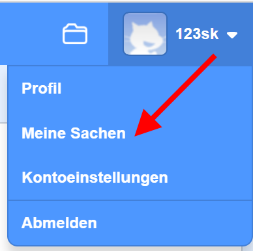 123sk
Profil
Meine Sachen
Kontoeinstellungen
Abmelden